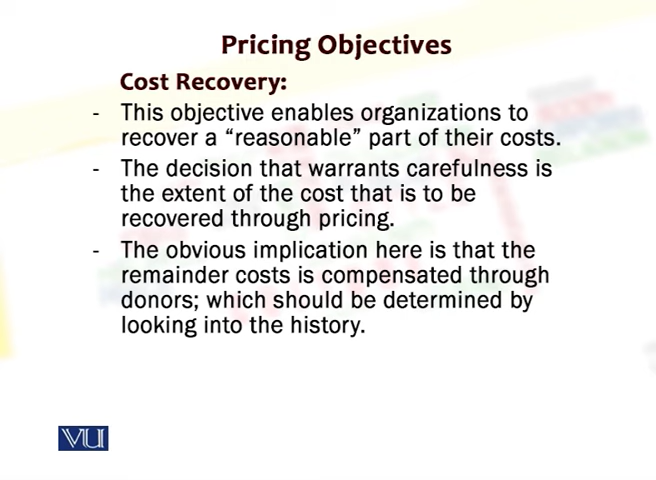 Pricing Objectives
Cost Recovery:
- This objective enables organizations to
recover a “reasonable” part of their costs.
- The decision that warrants carefulness is
the extent of the cost that is to be
recovered through pricing.
- The obvious implication here is that the
remainder costs is compensated through
donors; which should be determined by
looking into the history.
VU